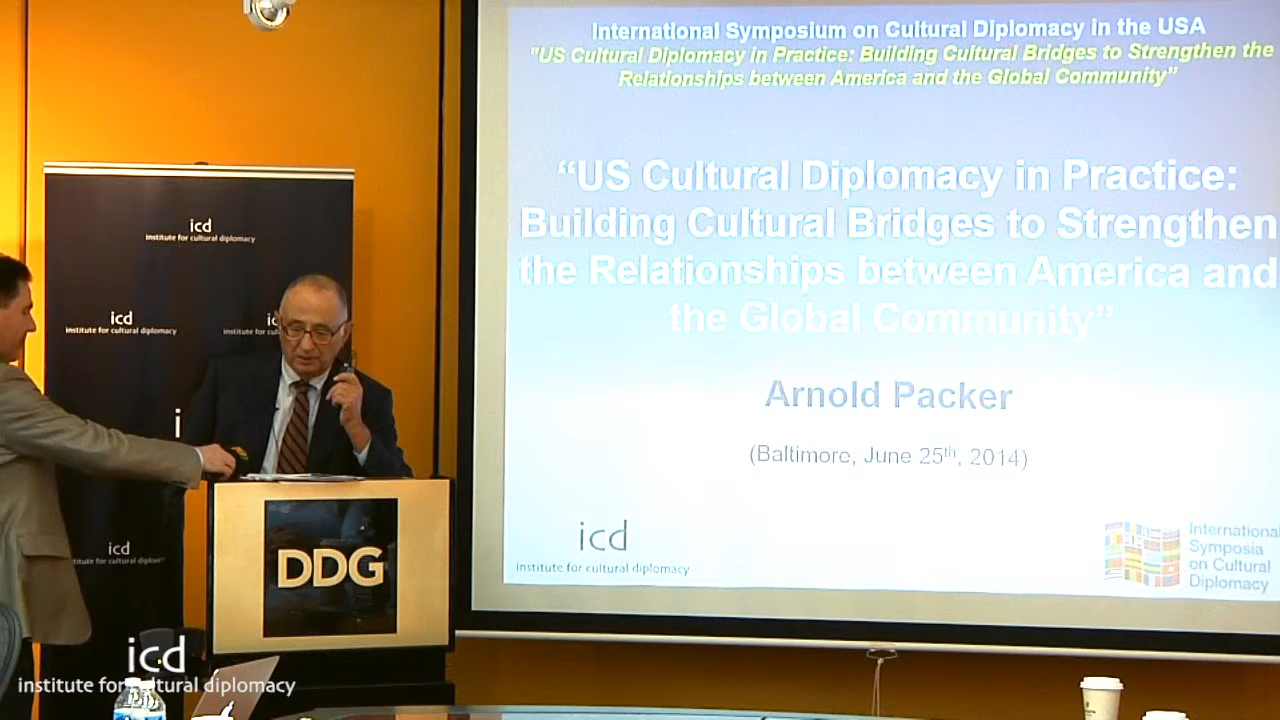 International Symposium on Cultural Diplomacy in the USA
"US Cultural Diplomacy in Practice: Building Cultural Bridges to Strengthen the
Relationships between America and the Global Community"
“US Cultural Diplomacy in Practice:
Building Cultural Bridges to Strengthen
the Relationships between America and
the Global Community”
Arnold Packer
(Baltimore, June 25th, 2014)
icd
institute for cultural diplomacy
International
Symposia
on Cultural
Diplomacy
icd
institute for cultural diplomacy
icd
institute for cultural diplomacy
institute for
icd
DDG
icd
institute for cultural diplomacy